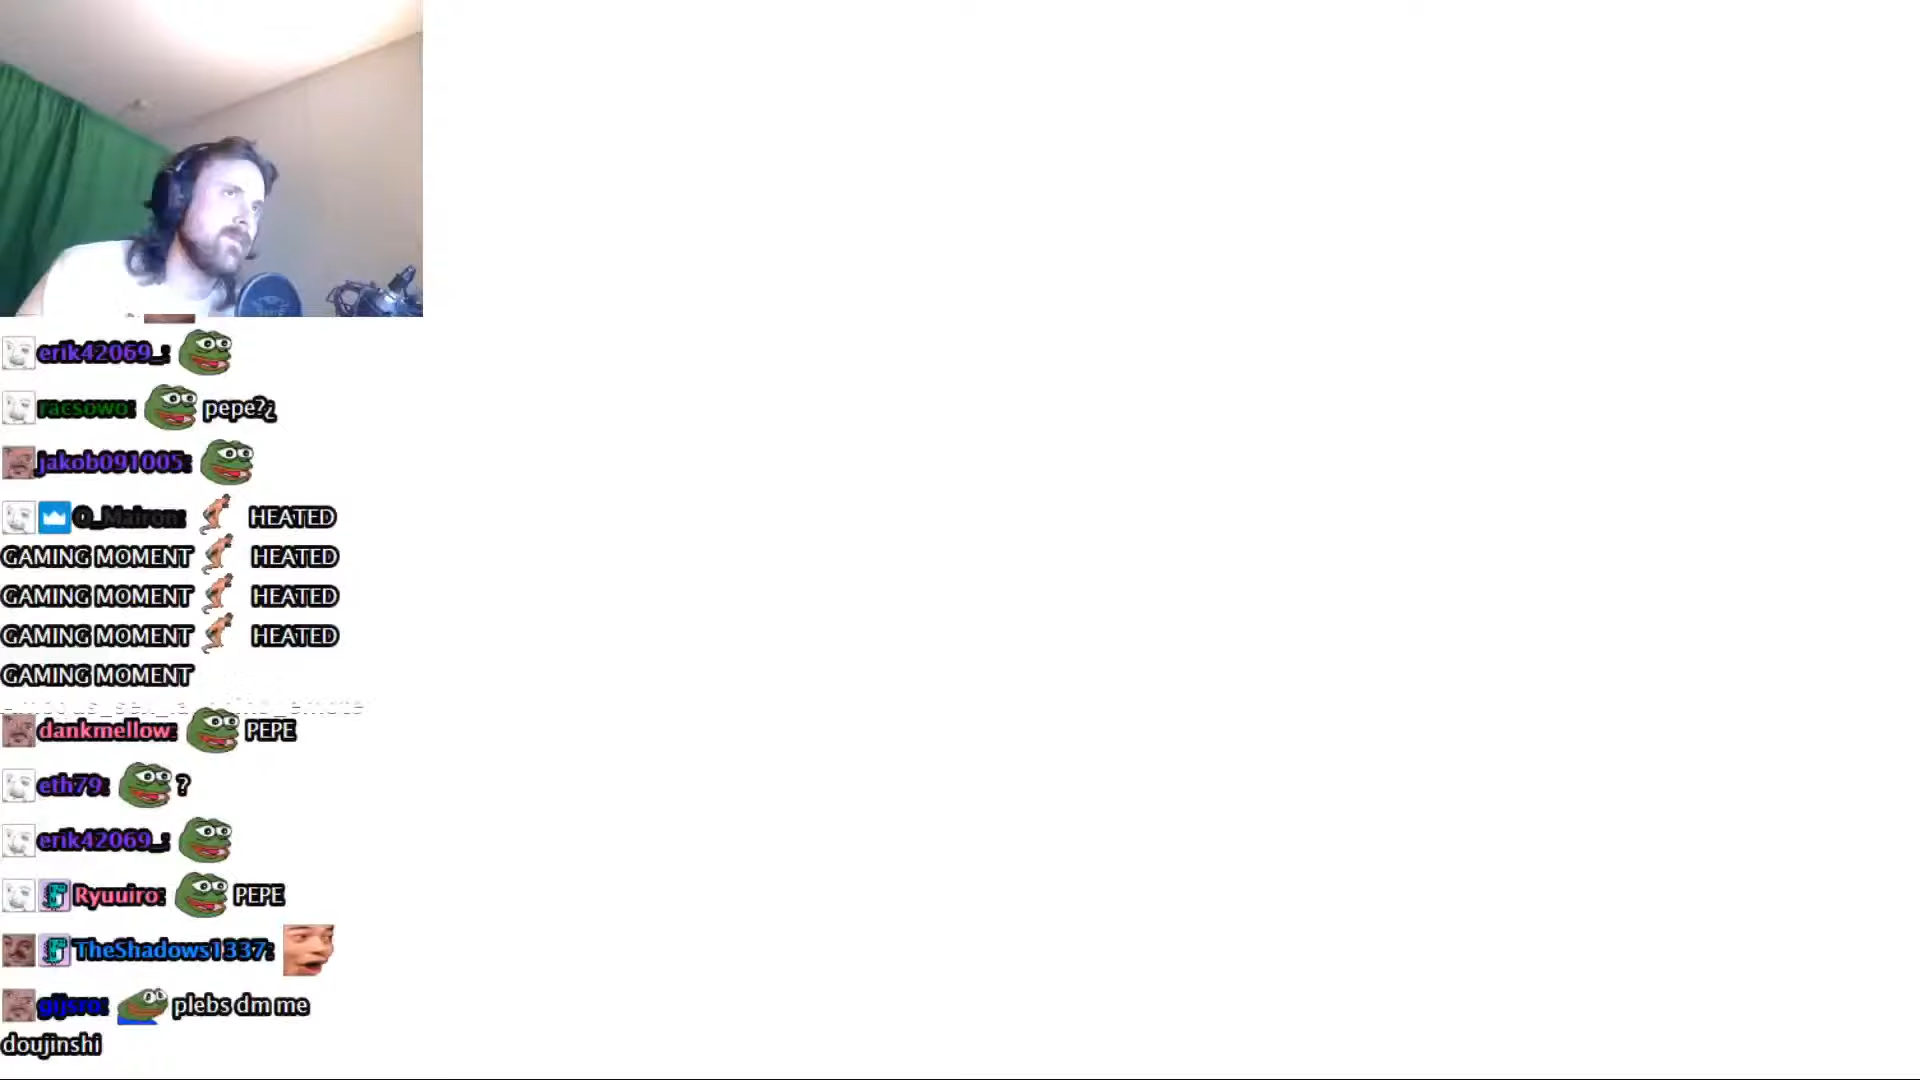 erik42069_:
racsowo: pepe?¿
jakob091005:
O_Mairon: HEATED
GAMING MOMENT HEATED
GAMING MOMENT HEATED
GAMING MOMENT HEATED
GAMING MOMENT
dankmellow: PEPE
eth79: ?
erik42069_:
Ryuuiro: PEPE
TheShadows1337:
gijsro: plebs dm me
doujinshi